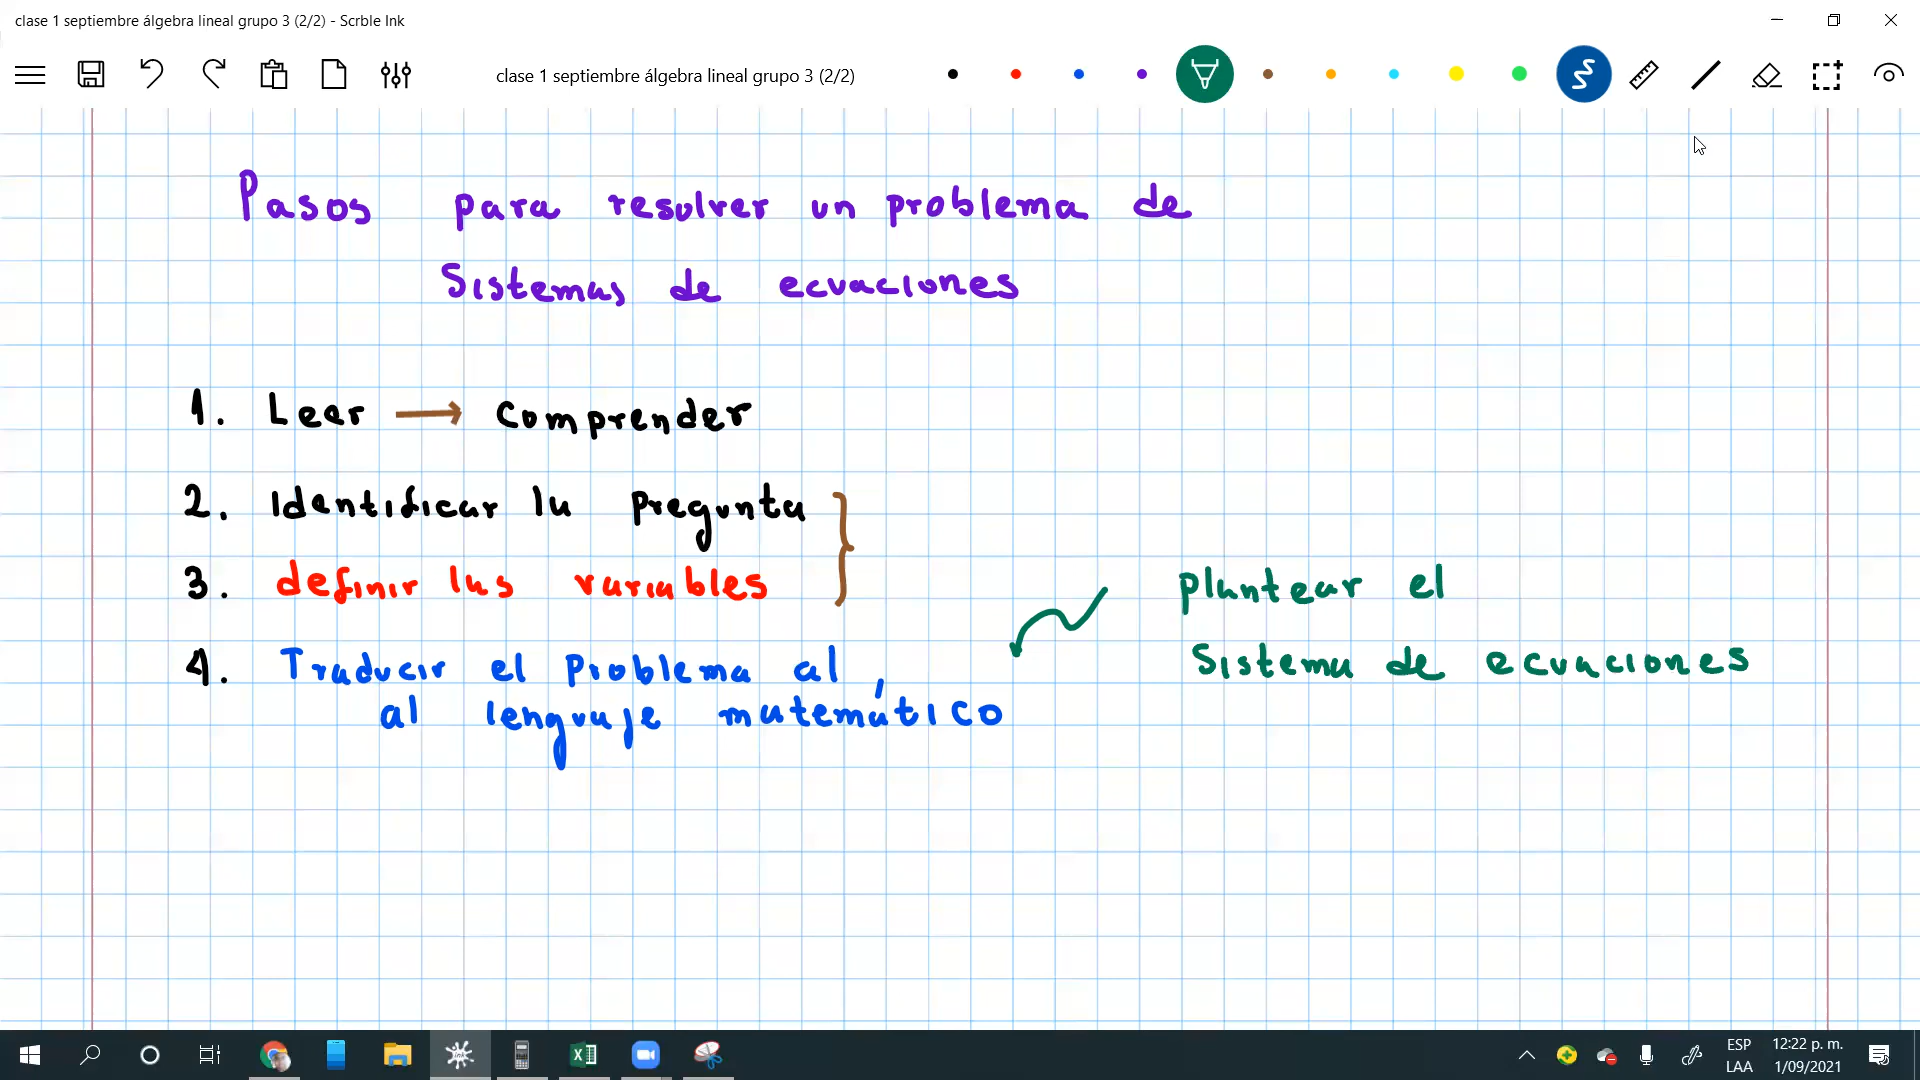 clase 1 septiembre álgebra lineal grupo 3 (2/2) - Scrble Ink
clase 1 septiembre álgebra lineal grupo 3 (2/2)
Pasos para resolver un problema de
Sistemas de ecuaciones
1. Leer → Comprender
2. Identificar la pregunta
3. definir las variables
plantear el
Sistema de ecuaciones
4. Traducir el problema al
al lenguaje matemático
ESP
LAA
12:22 p. m.
1/09/2021